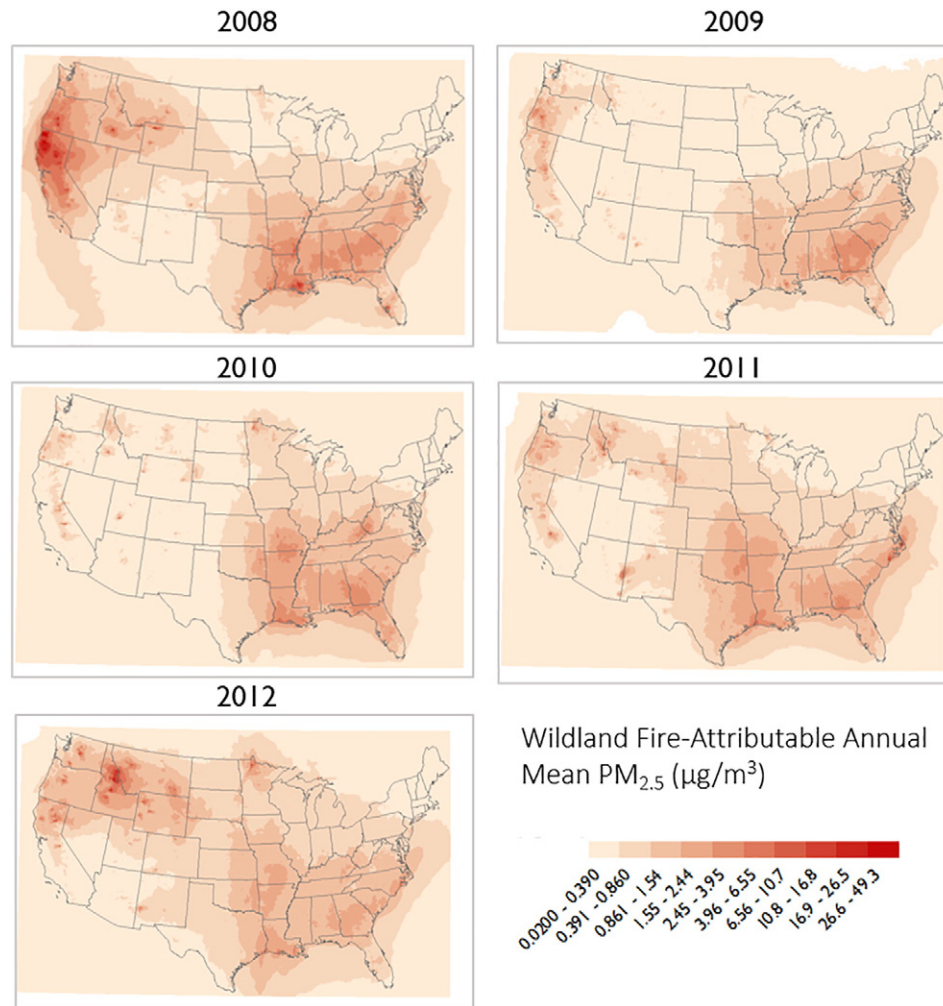 2008
2009
2010
2011
2012
Wildland Fire-Attributable Annual
Mean PM2.5 (µg/m³)
0.0200 - 0.390
0.391 - 0.860
0.861 - 1.54
1.55 - 2.44
2.45 - 3.95
3.96 - 6.55
6.56 - 10.7
10.8 - 16.8
16.9 - 26.5
26.6 - 49.3